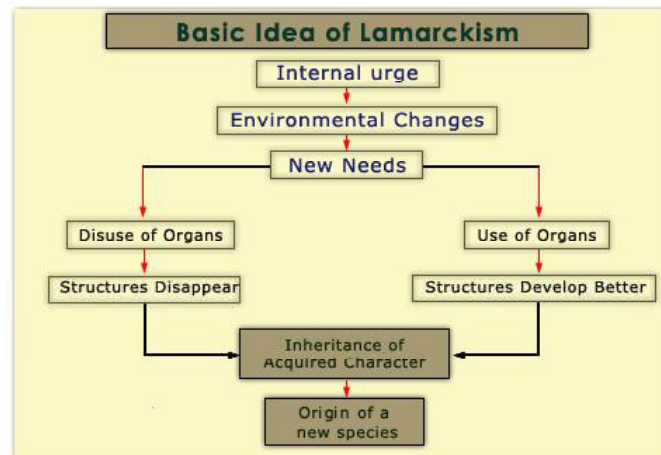 Basic Idea of Lamarckism
Internal urge
Environmental Changes
New Needs
Disuse of Organs
Use of Organs
Structures Disappear
Structures Develop Better
Inheritance of
Acquired Character
Origin of a
new species